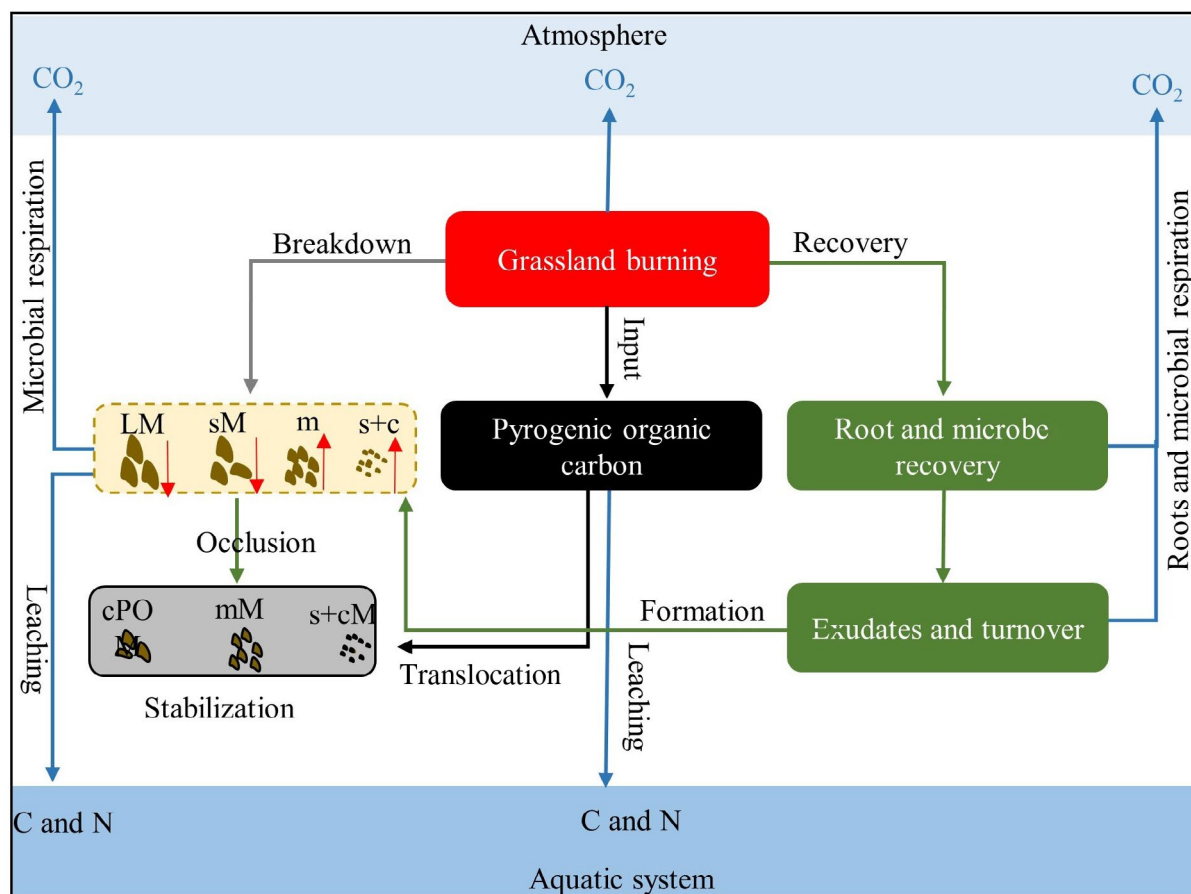 Atmosphere
CO₂
CO₂
CO₂
Microbial respiration
Breakdown
Grassland burning
Recovery
Roots and microbial respiration
Input
LM
sM
m
s+c
Pyrogenic organic
carbon
Root and microbe
recovery
Occlusion
Leaching
cPO
M
mM
s+cM
Formation
Exudates and turnover
Translocation
Leaching
Stabilization
C and N
C and N
Aquatic system